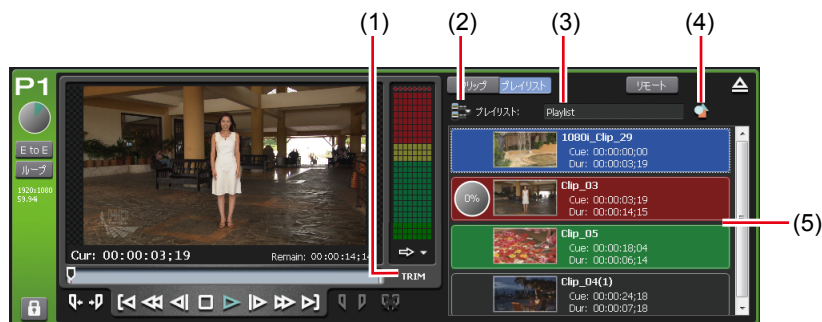 (1) (2) (3) (4)
P1
クリップ プレイリスト リモート
プレイリスト: Playlist
E to E
ループ
1920x1080
59.94i
1080i_Clip_29
Cue: 00:00:00;00
Dur: 00:00:03;19
0%
Clip_03
Cue: 00:00:03;19
Dur: 00:00:14;15
(5)
Clip_05
Cue: 00:00:18;04
Dur: 00:00:06;14
Clip_04(1)
Cue: 00:00:24;18
Dur: 00:00:07;18
Cur: 00:00:03;19 Remain: 00:00:14;14
TRIM